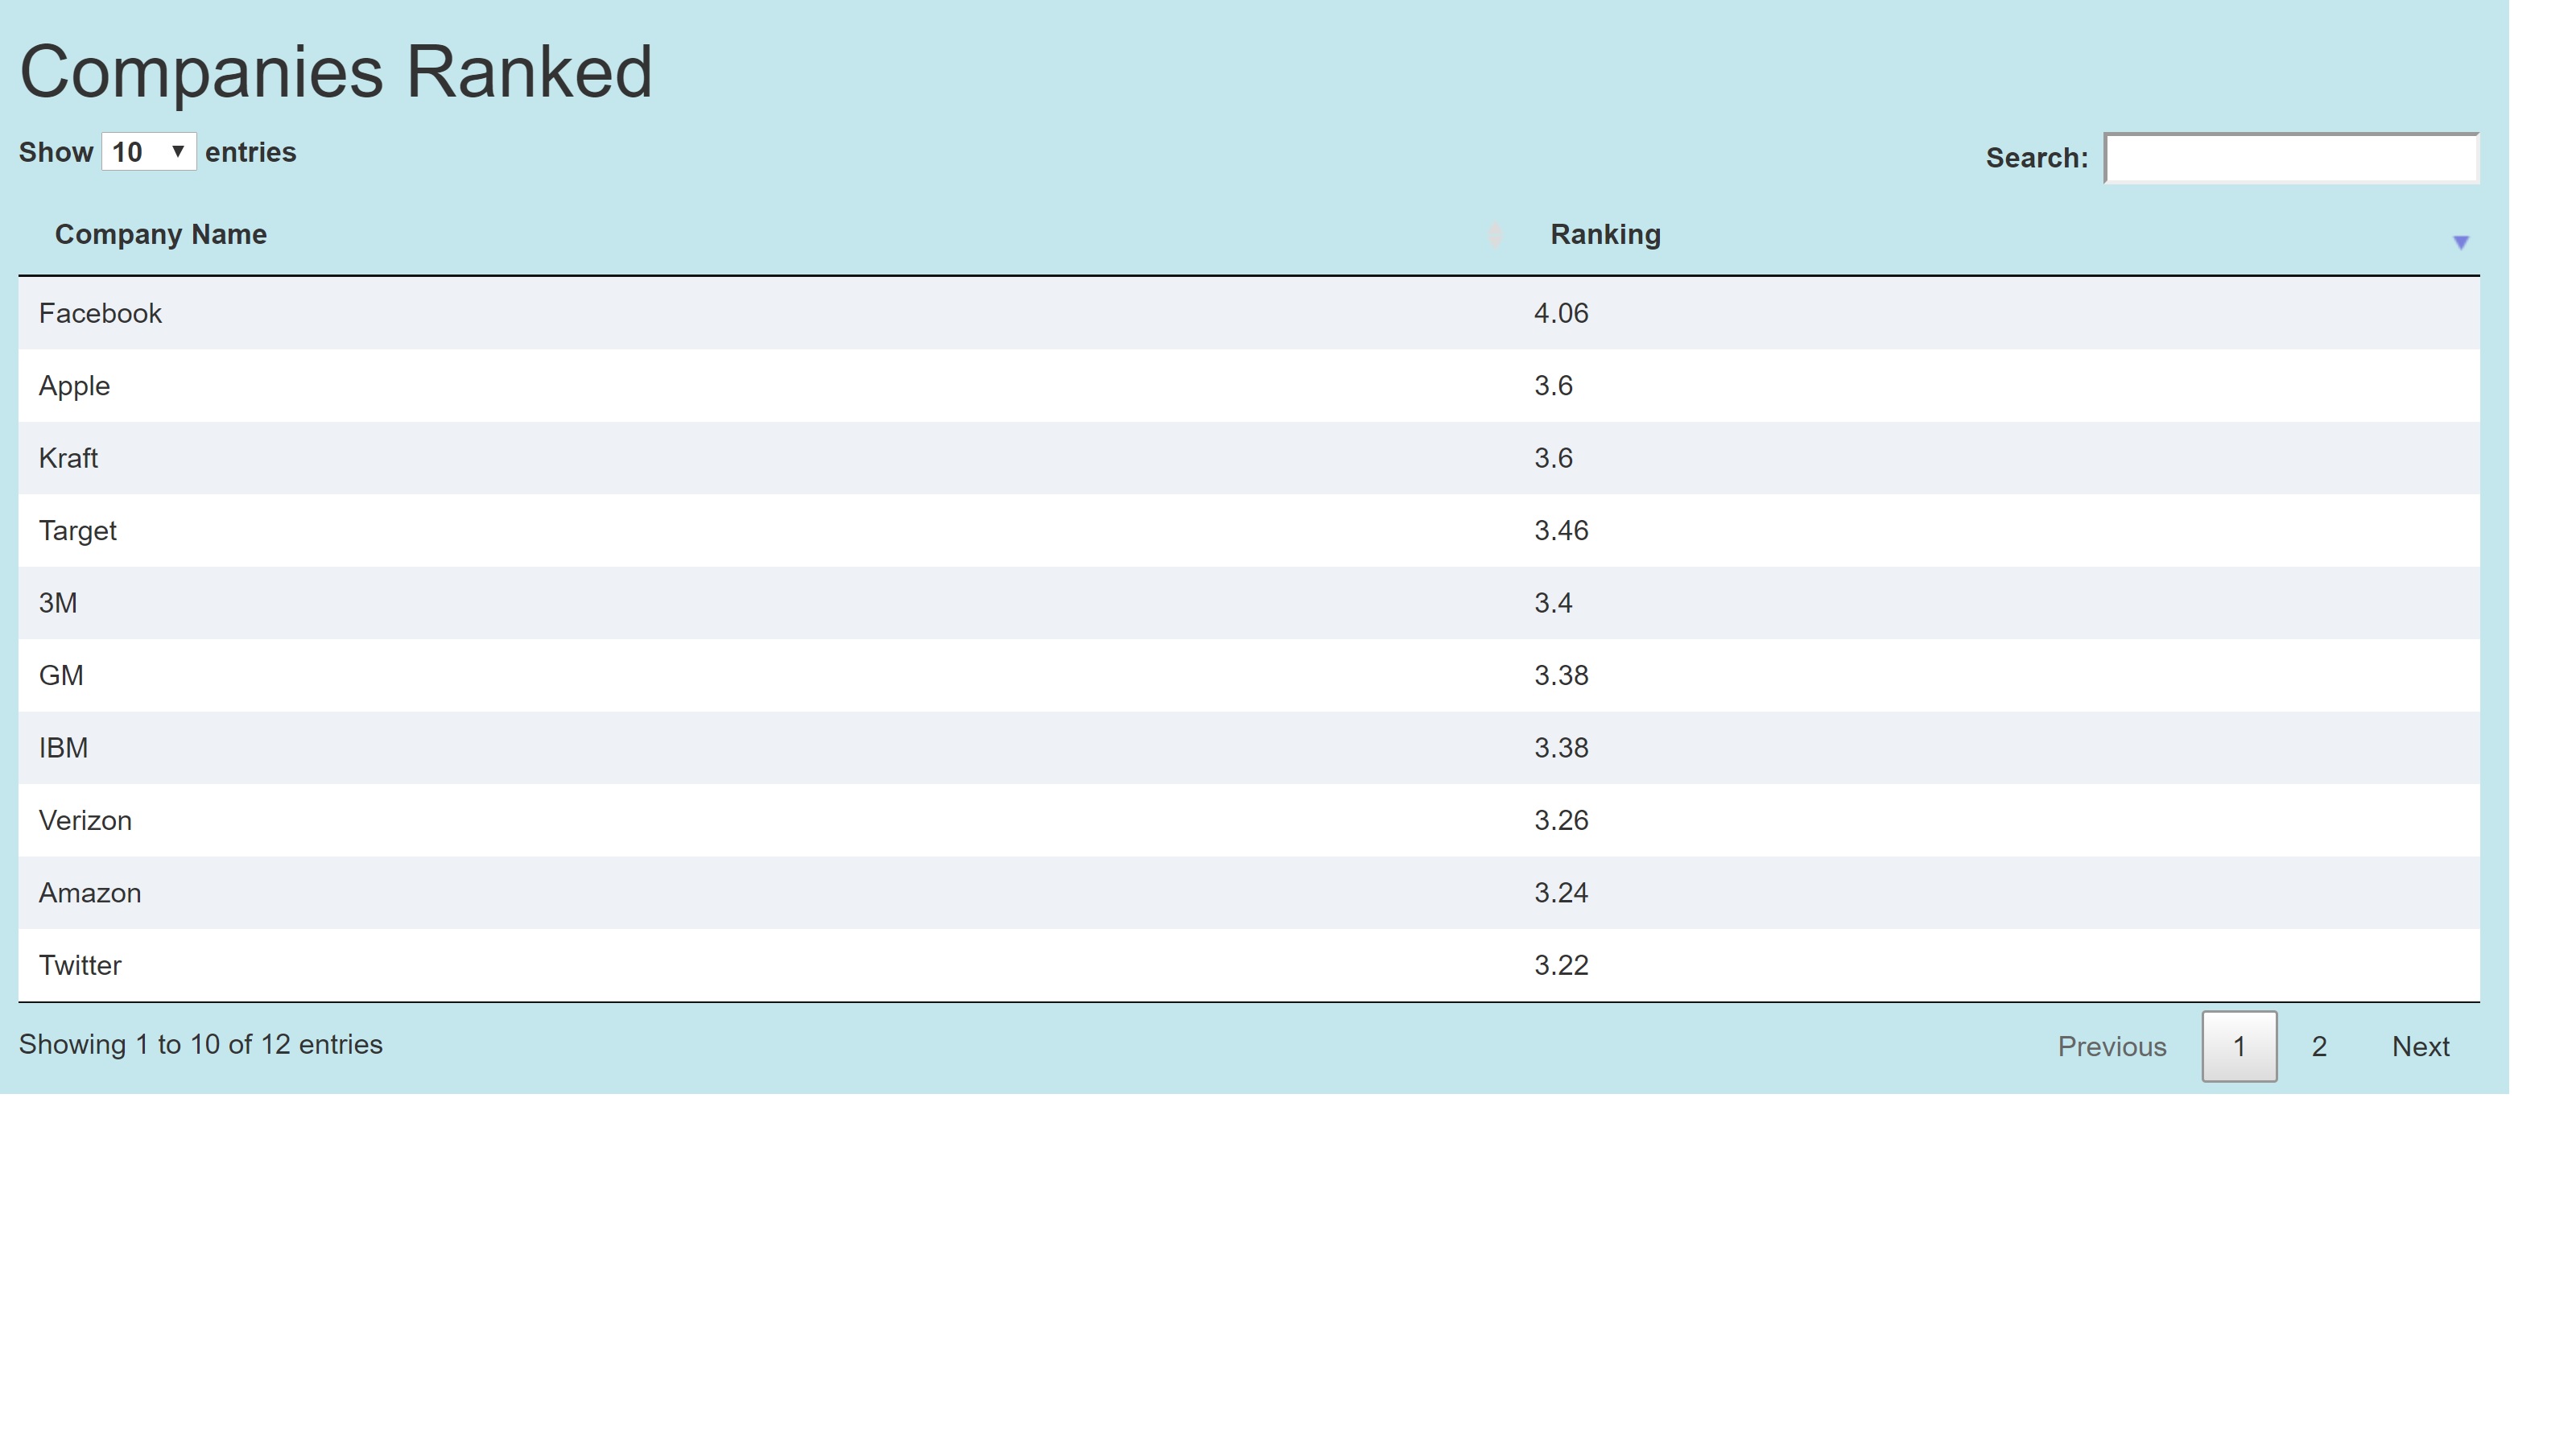 Companies Ranked
Show 10 entries
Search:
Company Name Ranking
Facebook 4.06
Apple 3.6
Kraft 3.6
Target 3.46
3M 3.4
GM 3.38
IBM 3.38
Verizon 3.26
Amazon 3.24
Twitter 3.22
Showing 1 to 10 of 12 entries
Previous 1 2 Next